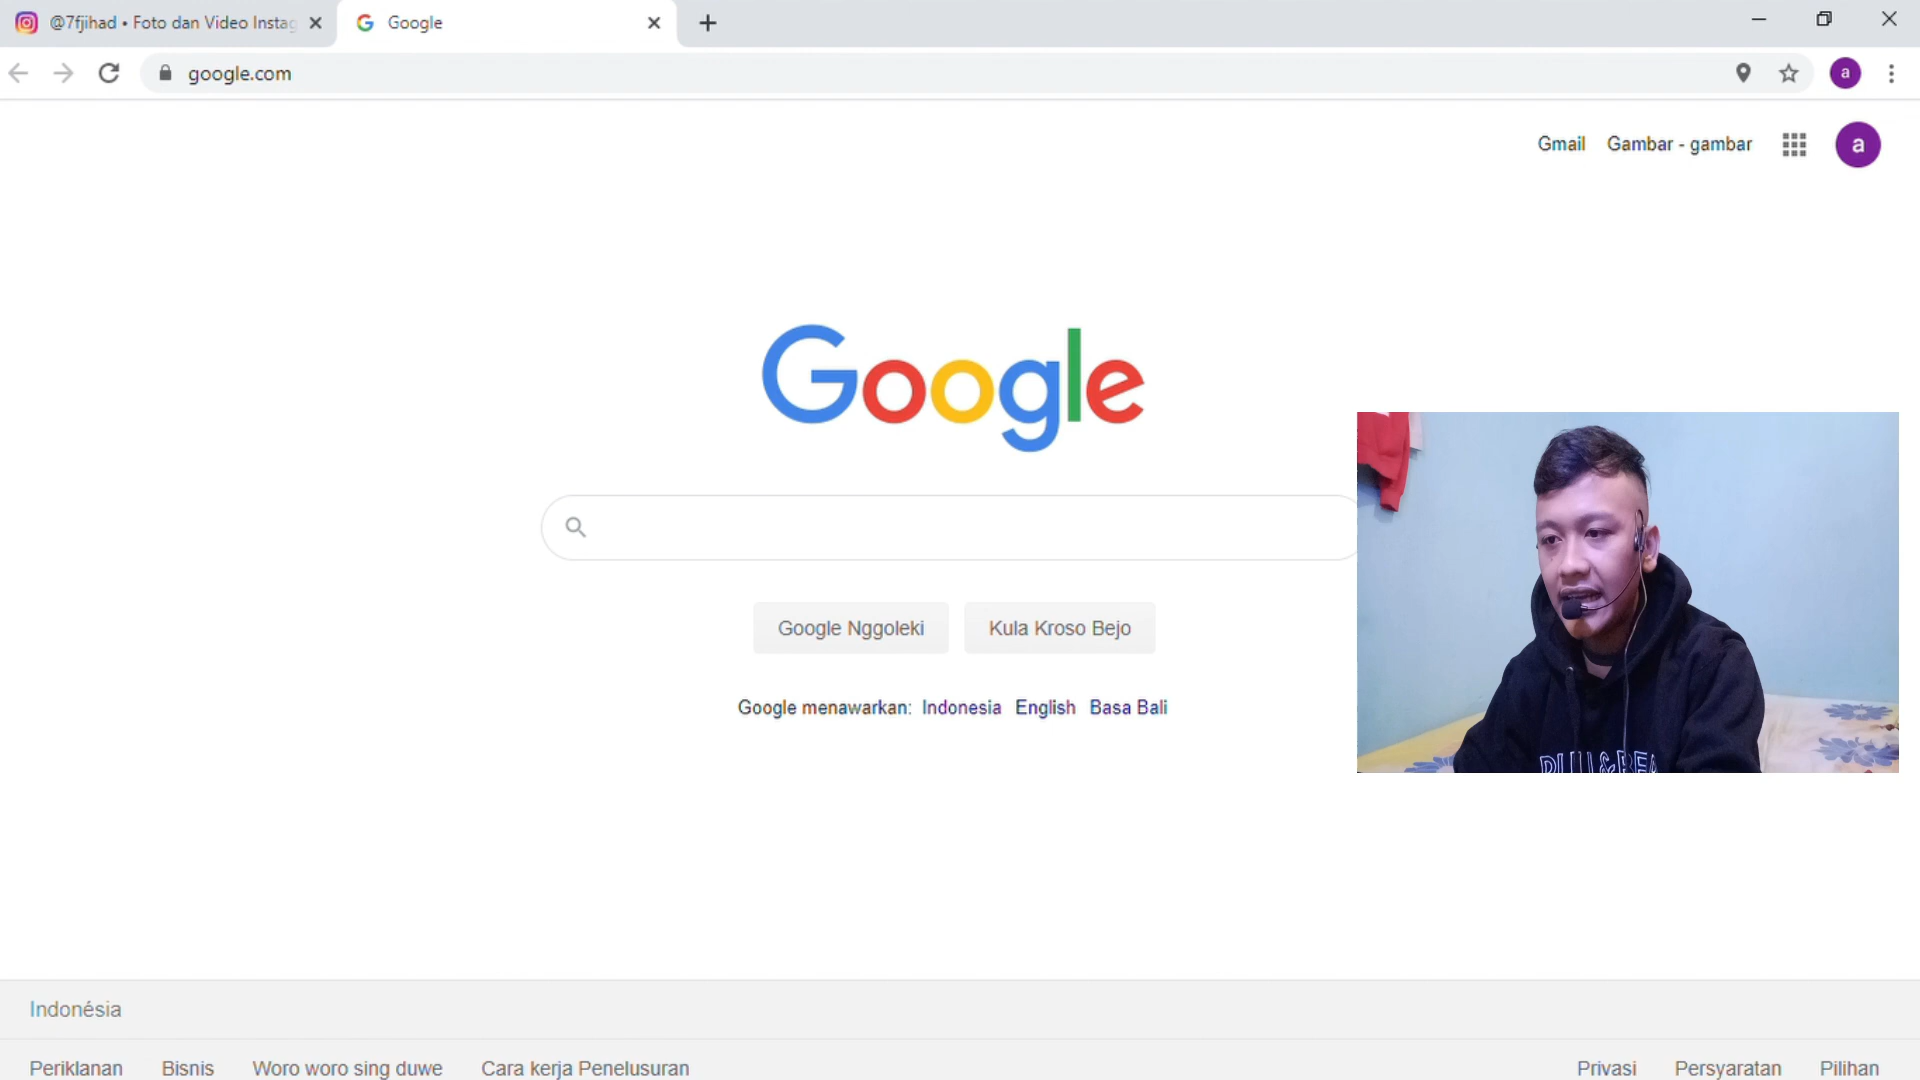 @7fjihad • Foto dan Video Instag
Google
google.com
Gmail Gambar - gambar
a
a
Google
Google Nggoleki
Kula Kroso Bejo
Google menawarkan: Indonesia English Basa Bali
Indonésia
Periklanan Bisnis Woro woro sing duwe Cara kerja Penelusuran
Privasi Persyaratan Pilihan